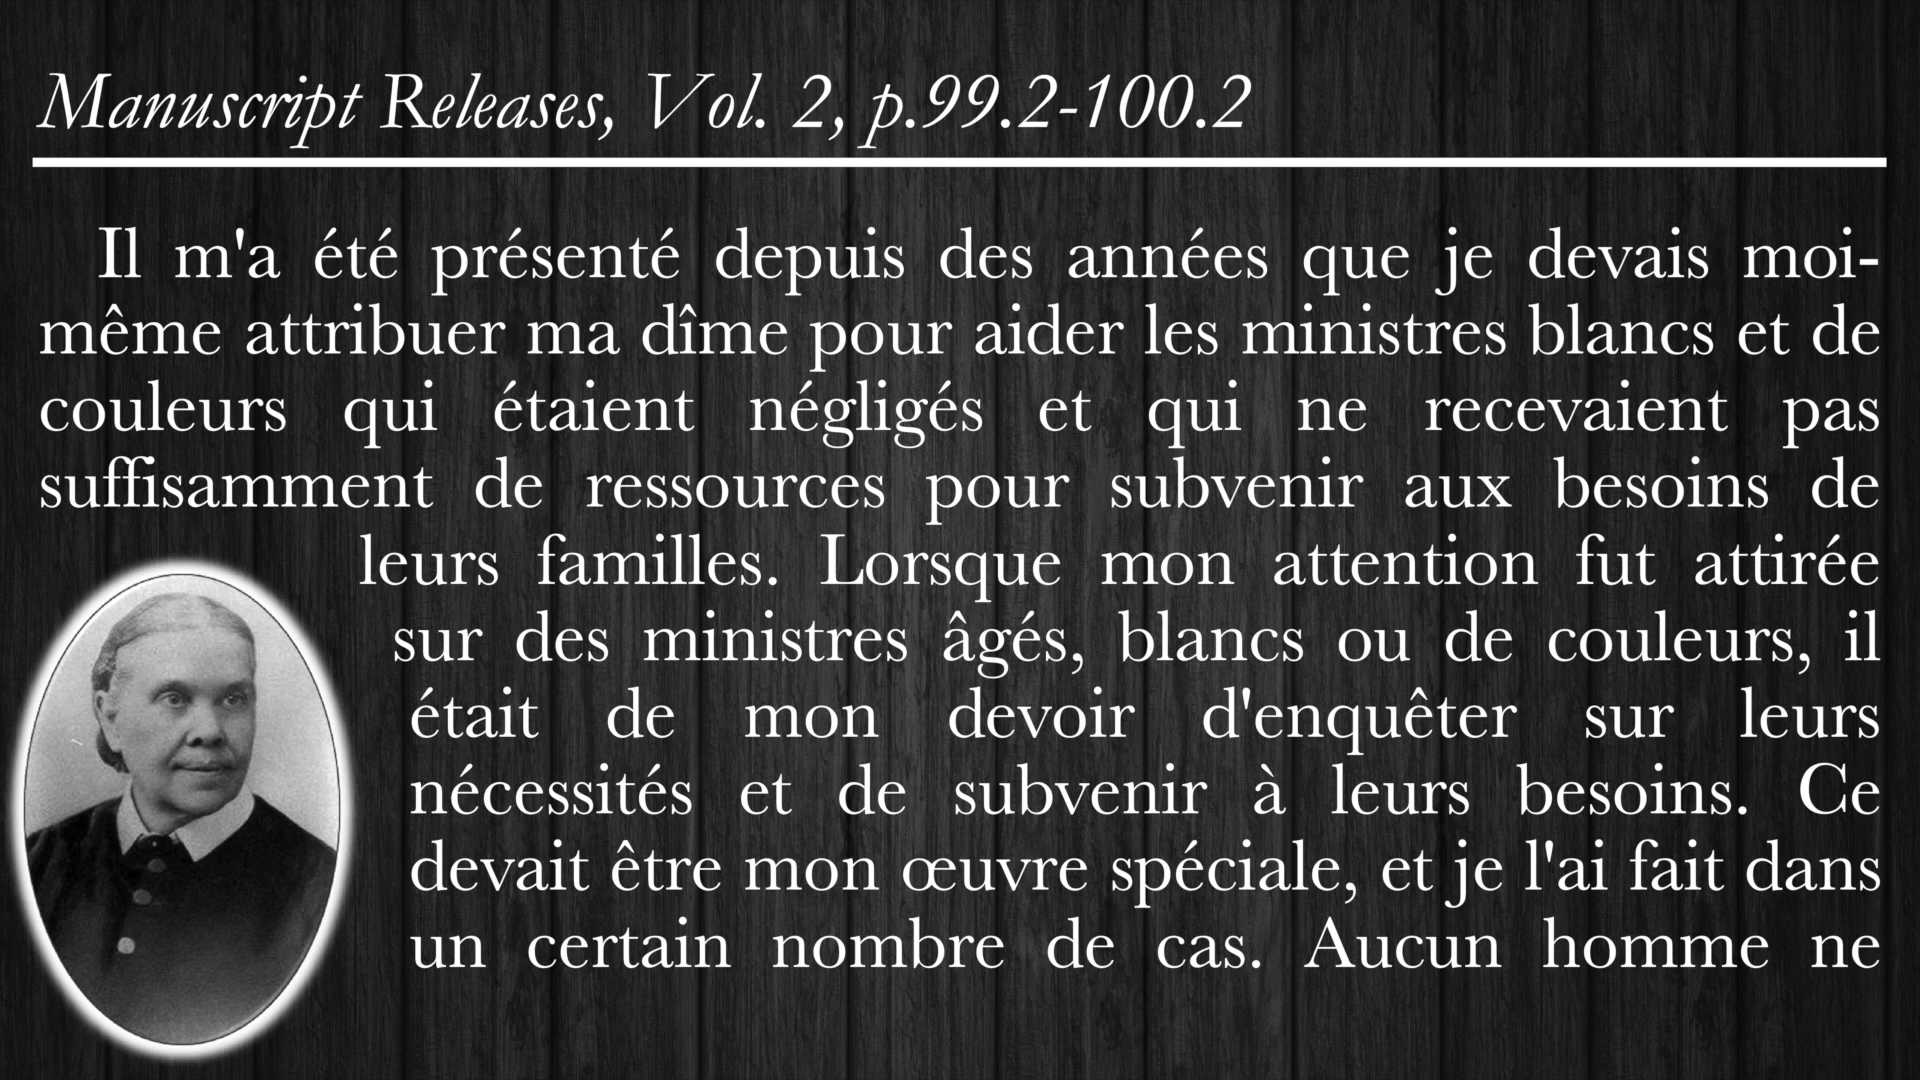 Manuscript Releases, Vol. 2, p.99.2-100.2
Il m'a été présenté depuis des années que je devais moi-
même attribuer ma dîme pour aider les ministres blancs et de
couleurs qui étaient négligés et qui ne recevaient pas
suffisamment de ressources pour subvenir aux besoins de
leurs familles. Lorsque mon attention fut attirée
sur des ministres âgés, blancs ou de couleurs, il
était de mon devoir d'enquêter sur leurs
nécessités et de subvenir à leurs besoins. Ce
devait être mon œuvre spéciale, et je l'ai fait dans
un certain nombre de cas. Aucun homme ne